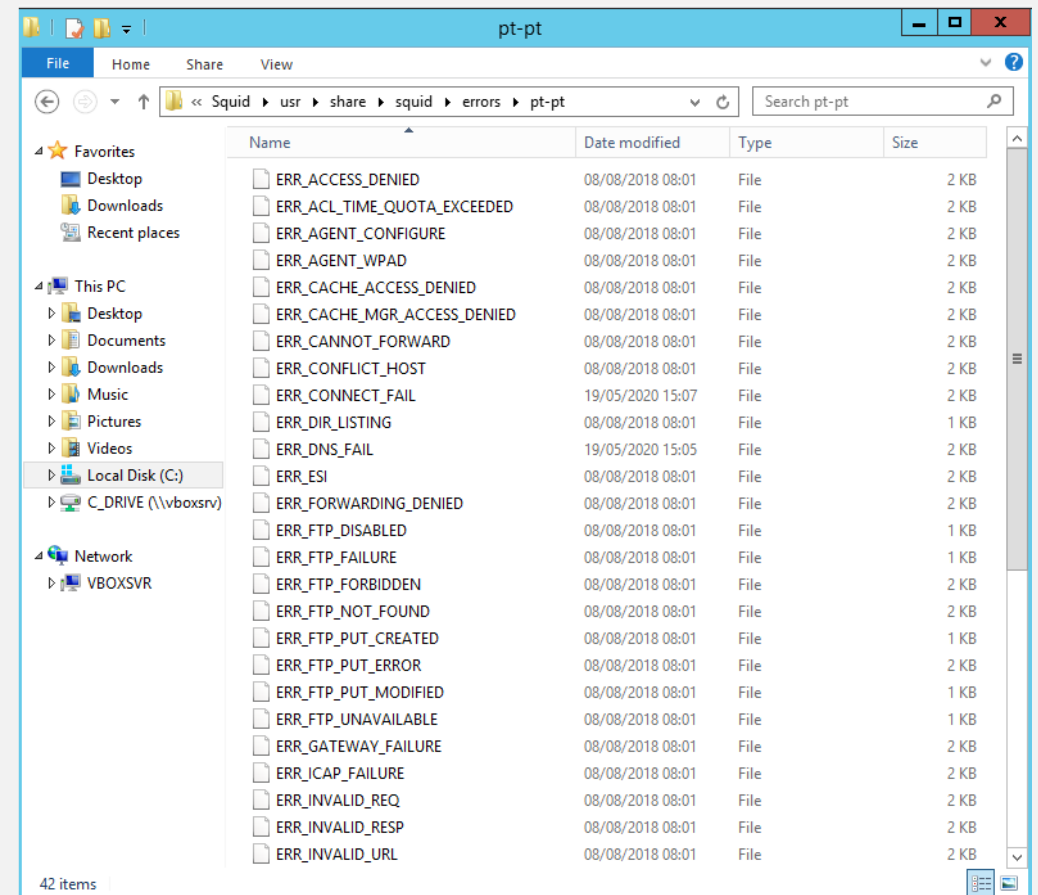 pt-pt
File Home Share View
« Squid usr share squid errors pt-pt Search pt-pt
Favorites
Desktop
Downloads
Recent places
This PC
Desktop
Documents
Downloads
Music
Pictures
Videos
Local Disk (C:)
C_DRIVE (\\vboxsrv)
Network
VBOXSVR
Name Date modified Type Size
ERR_ACCESS_DENIED 08/08/2018 08:01 File 2 KB
ERR_ACL_TIME_QUOTA_EXCEEDED 08/08/2018 08:01 File 2 KB
ERR_AGENT_CONFIGURE 08/08/2018 08:01 File 2 KB
ERR_AGENT_WPAD 08/08/2018 08:01 File 2 KB
ERR_CACHE_ACCESS_DENIED 08/08/2018 08:01 File 2 KB
ERR_CACHE_MGR_ACCESS_DENIED 08/08/2018 08:01 File 2 KB
ERR_CANNOT_FORWARD 08/08/2018 08:01 File 2 KB
ERR_CONFLICT_HOST 08/08/2018 08:01 File 2 KB
ERR_CONNECT_FAIL 19/05/2020 15:07 File 2 KB
ERR_DIR_LISTING 08/08/2018 08:01 File 1 KB
ERR_DNS_FAIL 19/05/2020 15:05 File 2 KB
ERR_ESI 08/08/2018 08:01 File 2 KB
ERR_FORWARDING_DENIED 08/08/2018 08:01 File 2 KB
ERR_FTP_DISABLED 08/08/2018 08:01 File 1 KB
ERR_FTP_FAILURE 08/08/2018 08:01 File 1 KB
ERR_FTP_FORBIDDEN 08/08/2018 08:01 File 2 KB
ERR_FTP_NOT_FOUND 08/08/2018 08:01 File 2 KB
ERR_FTP_PUT_CREATED 08/08/2018 08:01 File 1 KB
ERR_FTP_PUT_ERROR 08/08/2018 08:01 File 2 KB
ERR_FTP_PUT_MODIFIED 08/08/2018 08:01 File 1 KB
ERR_FTP_UNAVAILABLE 08/08/2018 08:01 File 1 KB
ERR_GATEWAY_FAILURE 08/08/2018 08:01 File 2 KB
ERR_ICAP_FAILURE 08/08/2018 08:01 File 2 KB
ERR_INVALID_REQ 08/08/2018 08:01 File 2 KB
ERR_INVALID_RESP 08/08/2018 08:01 File 2 KB
ERR_INVALID_URL 08/08/2018 08:01 File 2 KB
42 items